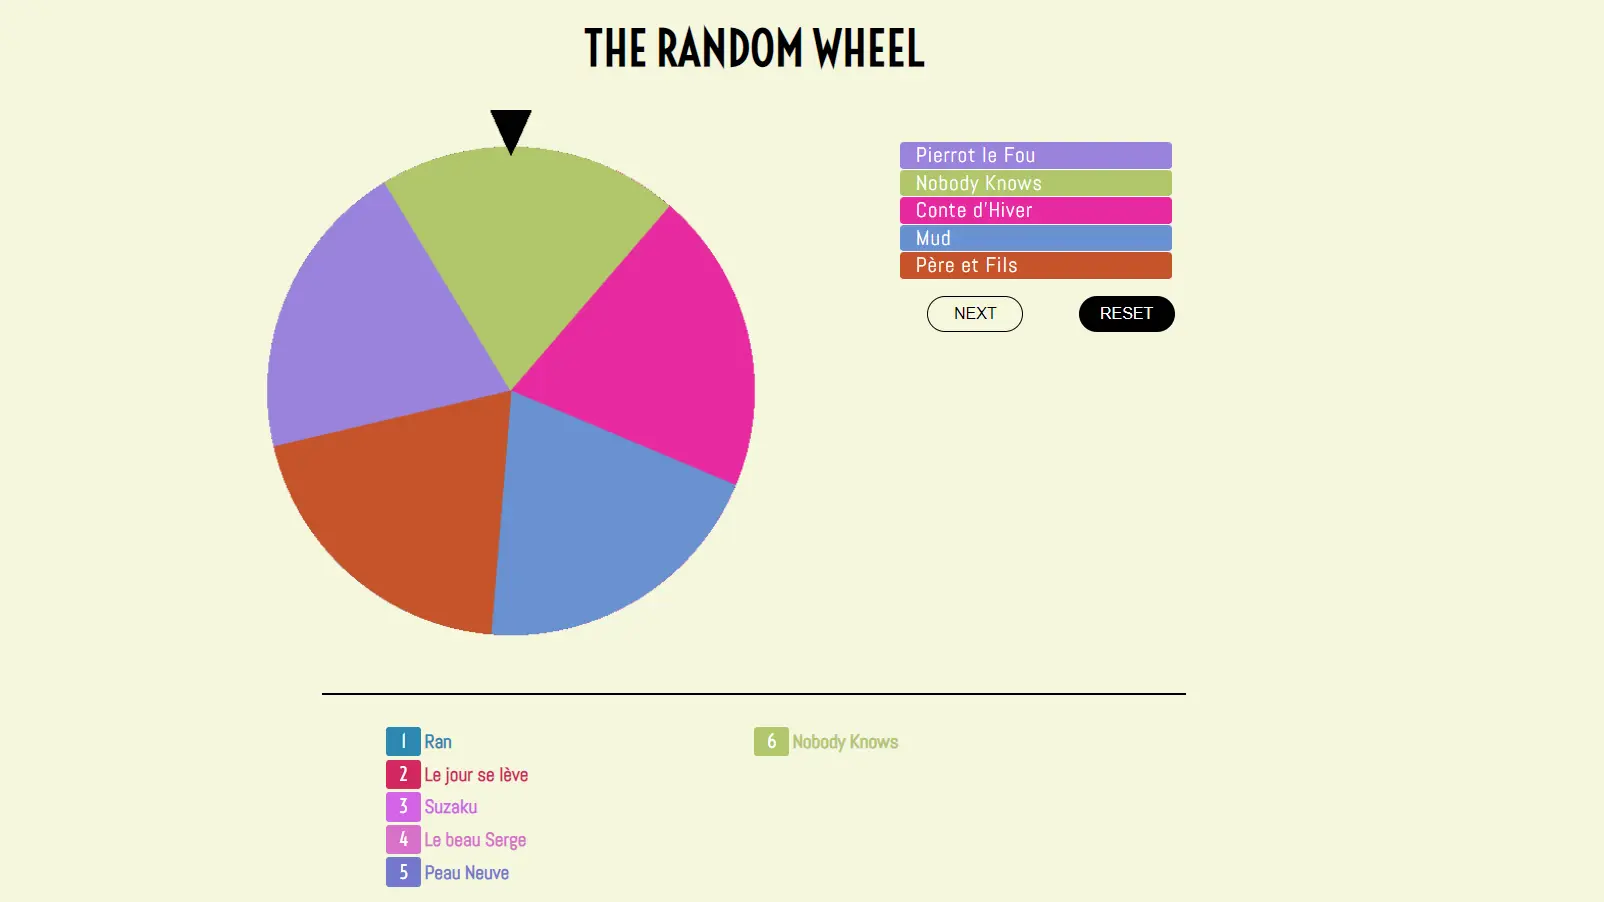 THE RANDOM WHEEL
Pierrot le Fou
Nobody Knows
Conte d'Hiver
Mud
Père et Fils
NEXT
RESET
1 Ran
2 Le jour se lève
3 Suzaku
4 Le beau Serge
5 Peau Neuve
6 Nobody Knows